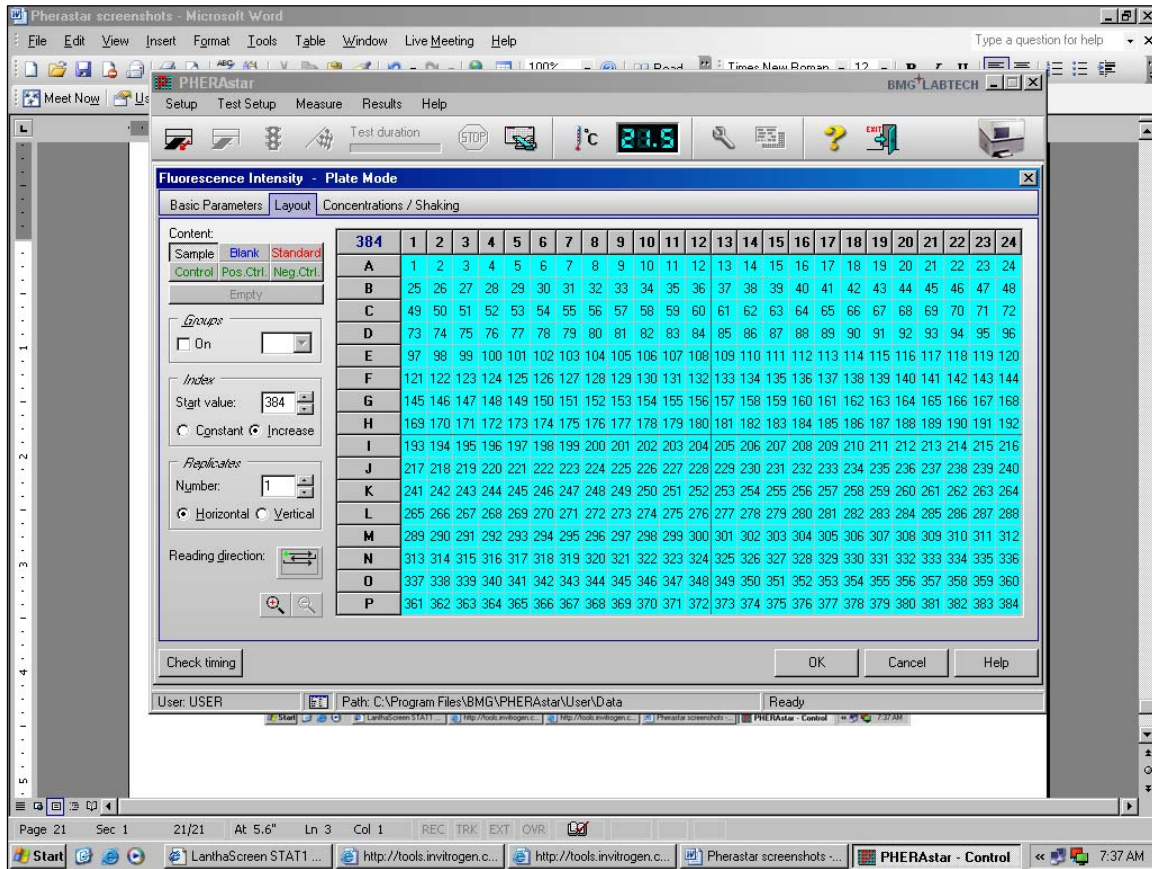 Pherastar screenshots - Microsoft Word
File Edit View Insert Format Tools Table Window Live Meeting Help Type a question for help
100% Read Times New Roman 12
Meet Now
PHERAstar
BMG LABTECH
Setup Test Setup Measure Results Help
Test duration STOP °C 21.5 EXIT
Fluorescence Intensity - Plate Mode
Basic Parameters Layout Concentrations / Shaking
Content:
Sample Blank Standard
Control Pos.Ctrl. Neg.Ctrl.
Empty
Groups
On
Index
Start value: 384
Constant Increase
Replicates
Number: 1
Horizontal Vertical
Reading direction:
384 1 2 3 4 5 6 7 8 9 10 11 12 13 14 15 16 17 18 19 20 21 22 23 24
A 1 2 3 4 5 6 7 8 9 10 11 12 13 14 15 16 17 18 19 20 21 22 23 24
B 25 26 27 28 29 30 31 32 33 34 35 36 37 38 39 40 41 42 43 44 45 46 47 48
C 49 50 51 52 53 54 55 56 57 58 59 60 61 62 63 64 65 66 67 68 69 70 71 72
D 73 74 75 76 77 78 79 80 81 82 83 84 85 86 87 88 89 90 91 92 93 94 95 96
E 97 98 99 100 101 102 103 104 105 106 107 108 109 110 111 112 113 114 115 116 117 118 119 120
F 121 122 123 124 125 126 127 128 129 130 131 132 133 134 135 136 137 138 139 140 141 142 143 144
G 145 146 147 148 149 150 151 152 153 154 155 156 157 158 159 160 161 162 163 164 165 166 167 168
H 169 170 171 172 173 174 175 176 177 178 179 180 181 182 183 184 185 186 187 188 189 190 191 192
I 193 194 195 196 197 198 199 200 201 202 203 204 205 206 207 208 209 210 211 212 213 214 215 216
J 217 218 219 220 221 222 223 224 225 226 227 228 229 230 231 232 233 234 235 236 237 238 239 240
K 241 242 243 244 245 246 247 248 249 250 251 252 253 254 255 256 257 258 259 260 261 262 263 264
L 265 266 267 268 269 270 271 272 273 274 275 276 277 278 279 280 281 282 283 284 285 286 287 288
M 289 290 291 292 293 294 295 296 297 298 299 300 301 302 303 304 305 306 307 308 309 310 311 312
N 313 314 315 316 317 318 319 320 321 322 323 324 325 326 327 328 329 330 331 332 333 334 335 336
O 337 338 339 340 341 342 343 344 345 346 347 348 349 350 351 352 353 354 355 356 357 358 359 360
P 361 362 363 364 365 366 367 368 369 370 371 372 373 374 375 376 377 378 379 380 381 382 383 384
Check timing OK Cancel Help
User: USER Path: C:\Program Files\BMG\PHERAstar\User\Data Ready
Start LanthaScreen STAT1 ... http://tools.invitrogen.c... http://tools.invitrogen.c... Pherastar screenshots -... PHERAstar - Control 7:37 AM
Page 21 Sec 1 21/21 At 5.6" Ln 3 Col 1 REC TRK EXT OVR
Start LanthaScreen STAT1 ... http://tools.invitrogen.c... http://tools.invitrogen.c... Pherastar screenshots -... PHERAstar - Control 7:37 AM